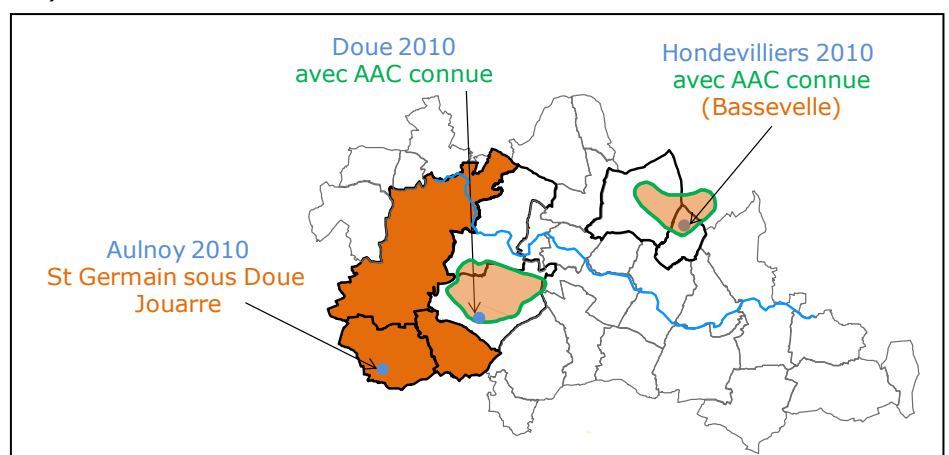 Doue 2010
avec AAC connue
Hondevilliers 2010
avec AAC connue
(Bassevelle)
Aulnoy 2010
St Germain sous Doue
Jouarre